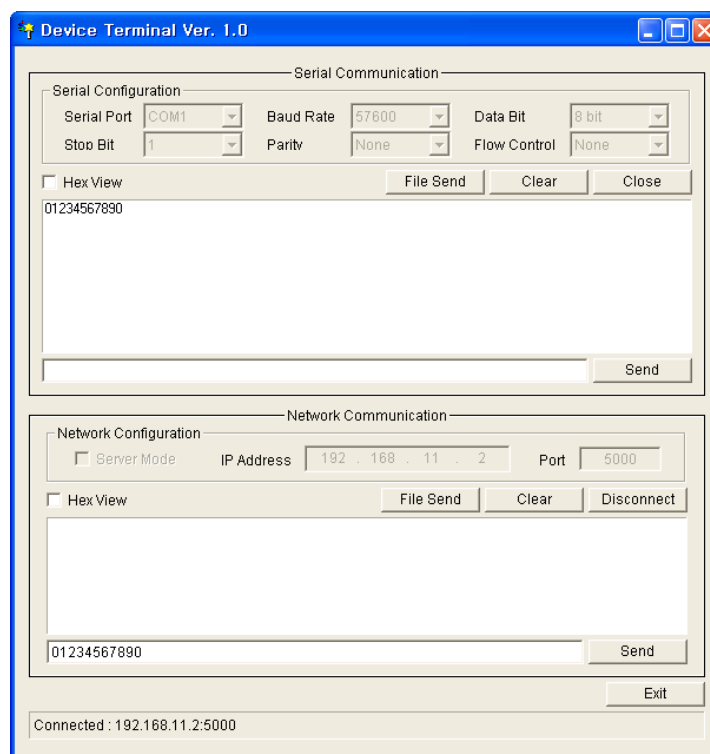 Device Terminal Ver. 1.0
Serial Communication
Serial Configuration
Serial Port COM1 Baud Rate 57600 Data Bit 8 bit
Stop Bit 1 Parity None Flow Control None
Hex View File Send Clear Close
01234567890
Send
Network Communication
Network Configuration
Server Mode IP Address 192 . 168 . 11 . 2 Port 5000
Hex View File Send Clear Disconnect
01234567890 Send
Exit
Connected : 192.168.11.2:5000